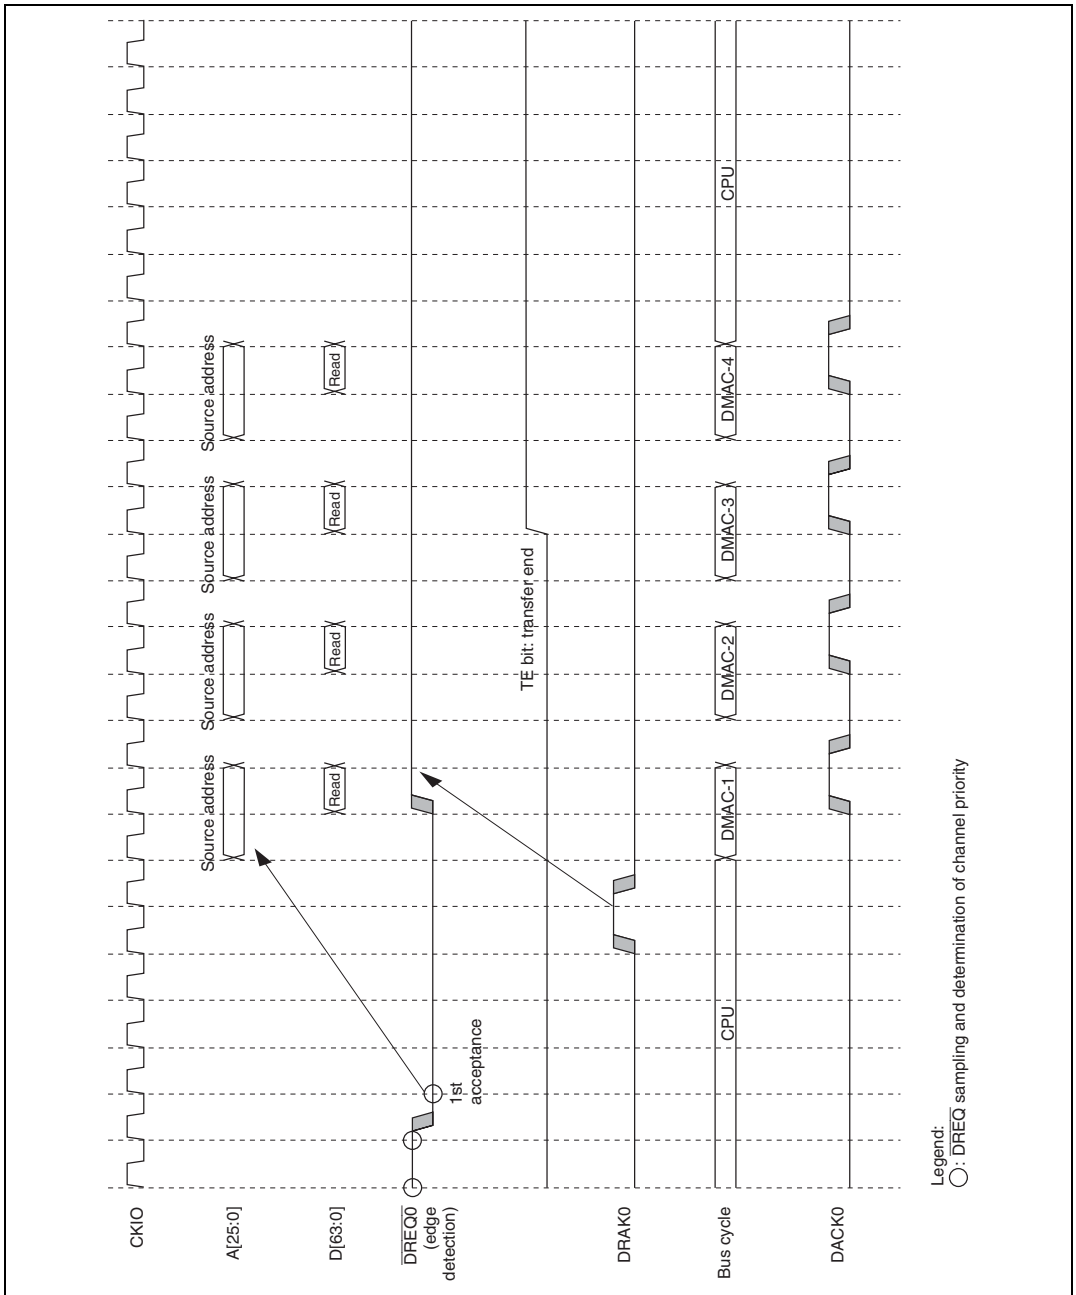 CKIO
Source address
Source address
Source address
Source address
A[25:0]
Read
Read
Read
Read
D[63:0]
DREQ0
(edge
detection)
1st
acceptance
TE bit: transfer end
DRAK0
CPU
DMAC-1
DMAC-2
DMAC-3
DMAC-4
CPU
Bus cycle
DACK0
Legend:
○: DREQ sampling and determination of channel priority